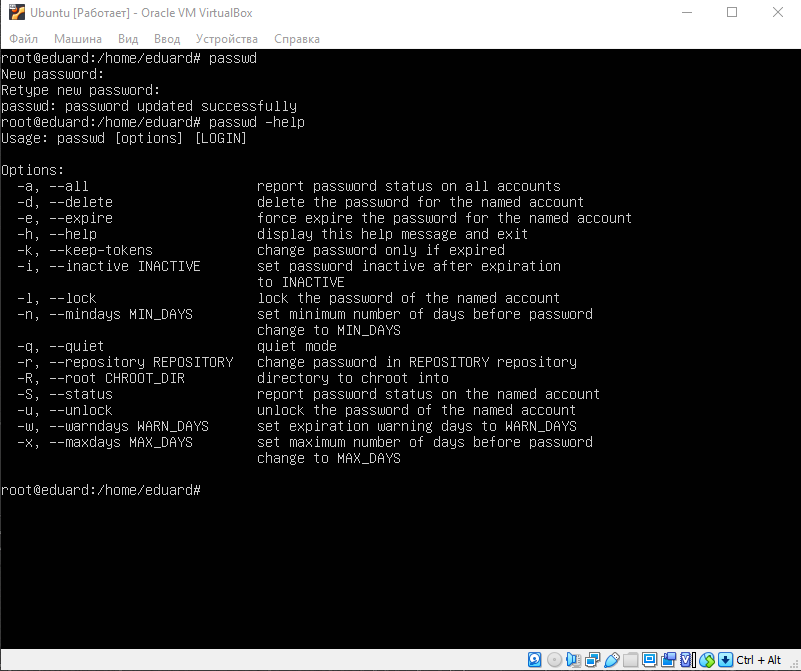 Ubuntu [Работает] - Oracle VM VirtualBox
Файл Машина Вид Ввод Устройства Справка
root@eduard:/home/eduard# passwd
New password:
Retype new password:
passwd: password updated successfully
root@eduard:/home/eduard# passwd -help
Usage: passwd [options] [LOGIN]
Options:
-a, --all report password status on all accounts
-d, --delete delete the password for the named account
-e, --expire force expire the password for the named account
-h, --help display this help message and exit
-k, --keep-tokens change password only if expired
-i, --inactive INACTIVE set password inactive after expiration
to INACTIVE
-l, --lock lock the password of the named account
-n, --mindays MIN_DAYS set minimum number of days before password
change to MIN_DAYS
-q, --quiet quiet mode
-r, --repository REPOSITORY change password in REPOSITORY repository
-R, --root CHROOT_DIR directory to chroot into
-S, --status report password status on the named account
-u, --unlock unlock the password of the named account
-w, --warndays WARN_DAYS set expiration warning days to WARN_DAYS
-x, --maxdays MAX_DAYS set maximum number of days before password
change to MAX_DAYS
root@eduard:/home/eduard#
Ctrl + Alt